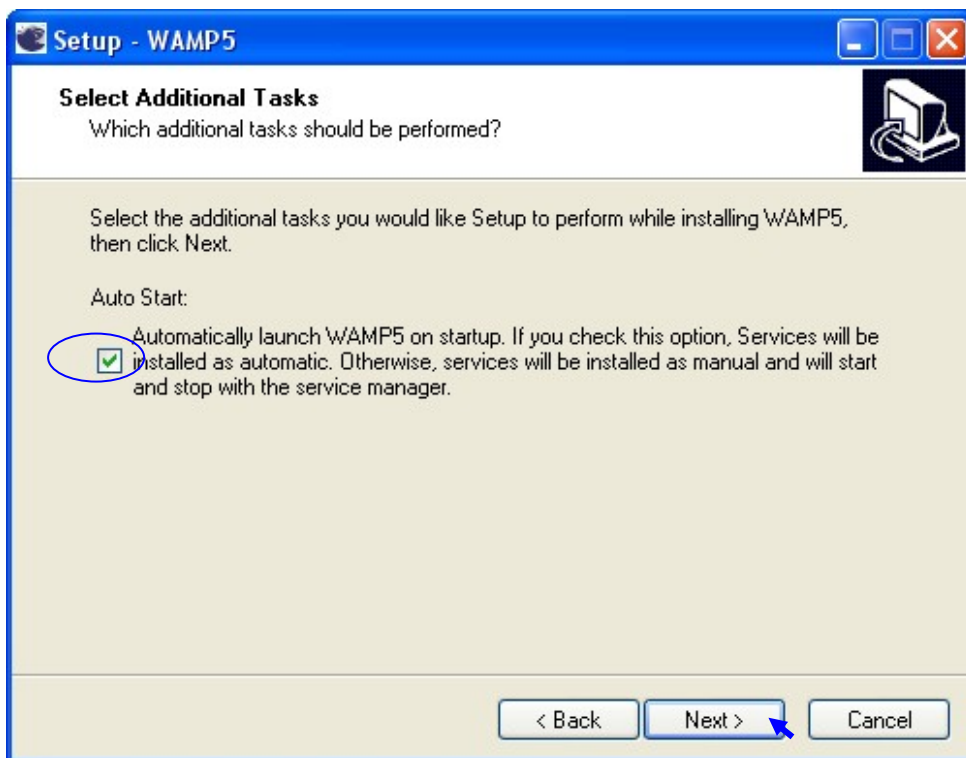 Setup - WAMP5
Select Additional Tasks
Which additional tasks should be performed?
Select the additional tasks you would like Setup to perform while installing WAMP5,
then click Next.
Auto Start:
Automatically launch WAMP5 on startup. If you check this option, Services will be
installed as automatic. Otherwise, services will be installed as manual and will start
and stop with the service manager.
< Back
Next >
Cancel